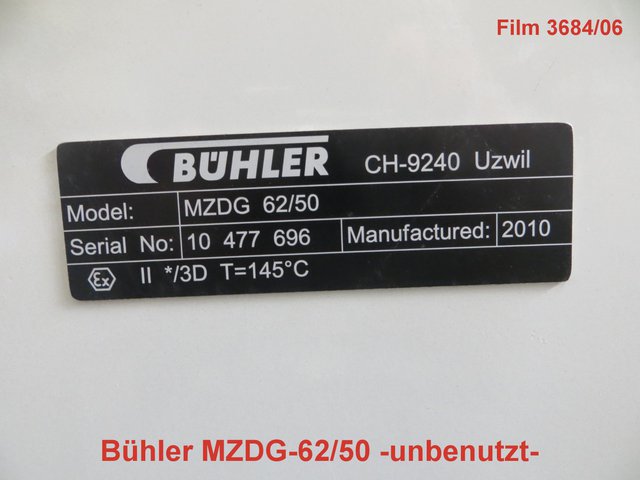 Film 3684/06
BÜHLER CH-9240 Uzwil
Model: MZDG 62/50
Serial No: 10 477 696 Manufactured: 2010
Ex II */3D T=145°C
Bühler MZDG-62/50 -unbenutzt-